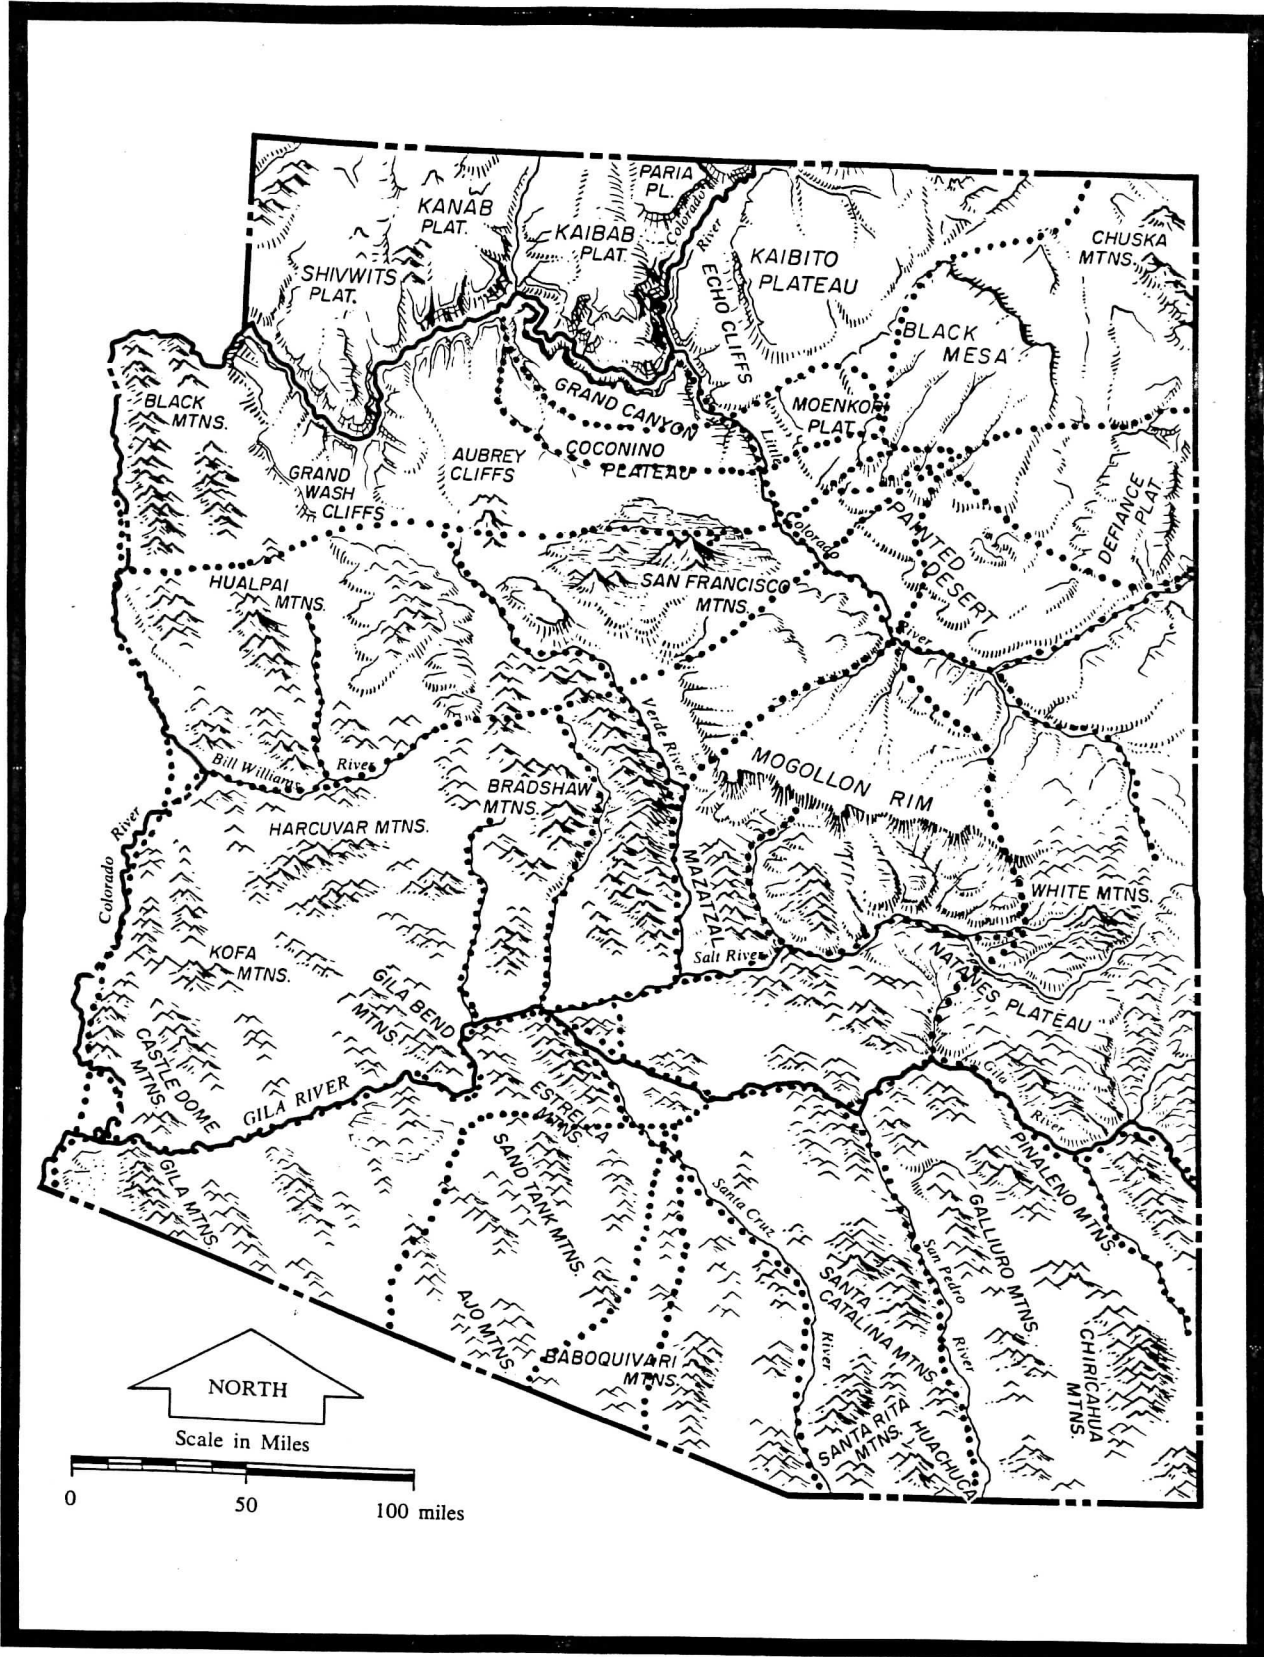 PARIA
PL.
KANAB
PLAT.
KAIBAB
PLAT.
Colorado
River
CHUSKA
MTNS.
SHIVWITS
PLAT.
KAIBITO
PLATEAU
ECHO CLIFFS
BLACK
MESA
BLACK
MTNS.
GRAND CANYON
MOENKOPI
PLAT.
Little
Colorado
River
COCONINO
PLATEAU
AUBREY
CLIFFS
GRAND
WASH
CLIFFS
DEFIANCE
PLAT.
PAINTED
DESERT
HUALPAI
MTNS.
SAN FRANCISCO
MTNS.
Verde River
Bill Williams
River
MOGOLLON RIM
BRADSHAW
MTNS.
HARCUVAR MTNS.
Colorado
River
MAZATZAL
WHITE MTNS.
Salt River
KOFA
MTNS.
GILA BEND
MTNS.
NATANES PLATEAU
CASTLE DOME
MTNS.
GILA RIVER
Gila
River
ESTRELLA
MTNS.
SAND TANK MTNS.
GILA MTNS.
PINALENO MTNS.
Santa Cruz
River
GALLIURO MTNS.
San Pedro
River
SANTA
CATALINA MTNS.
AJO MTNS.
BABOQUIVARI
MTNS.
CHIRICAHUA
MTNS.
SANTA RITA
MTNS.
HUACHUCA
NORTH
Scale in Miles
0 50 100 miles